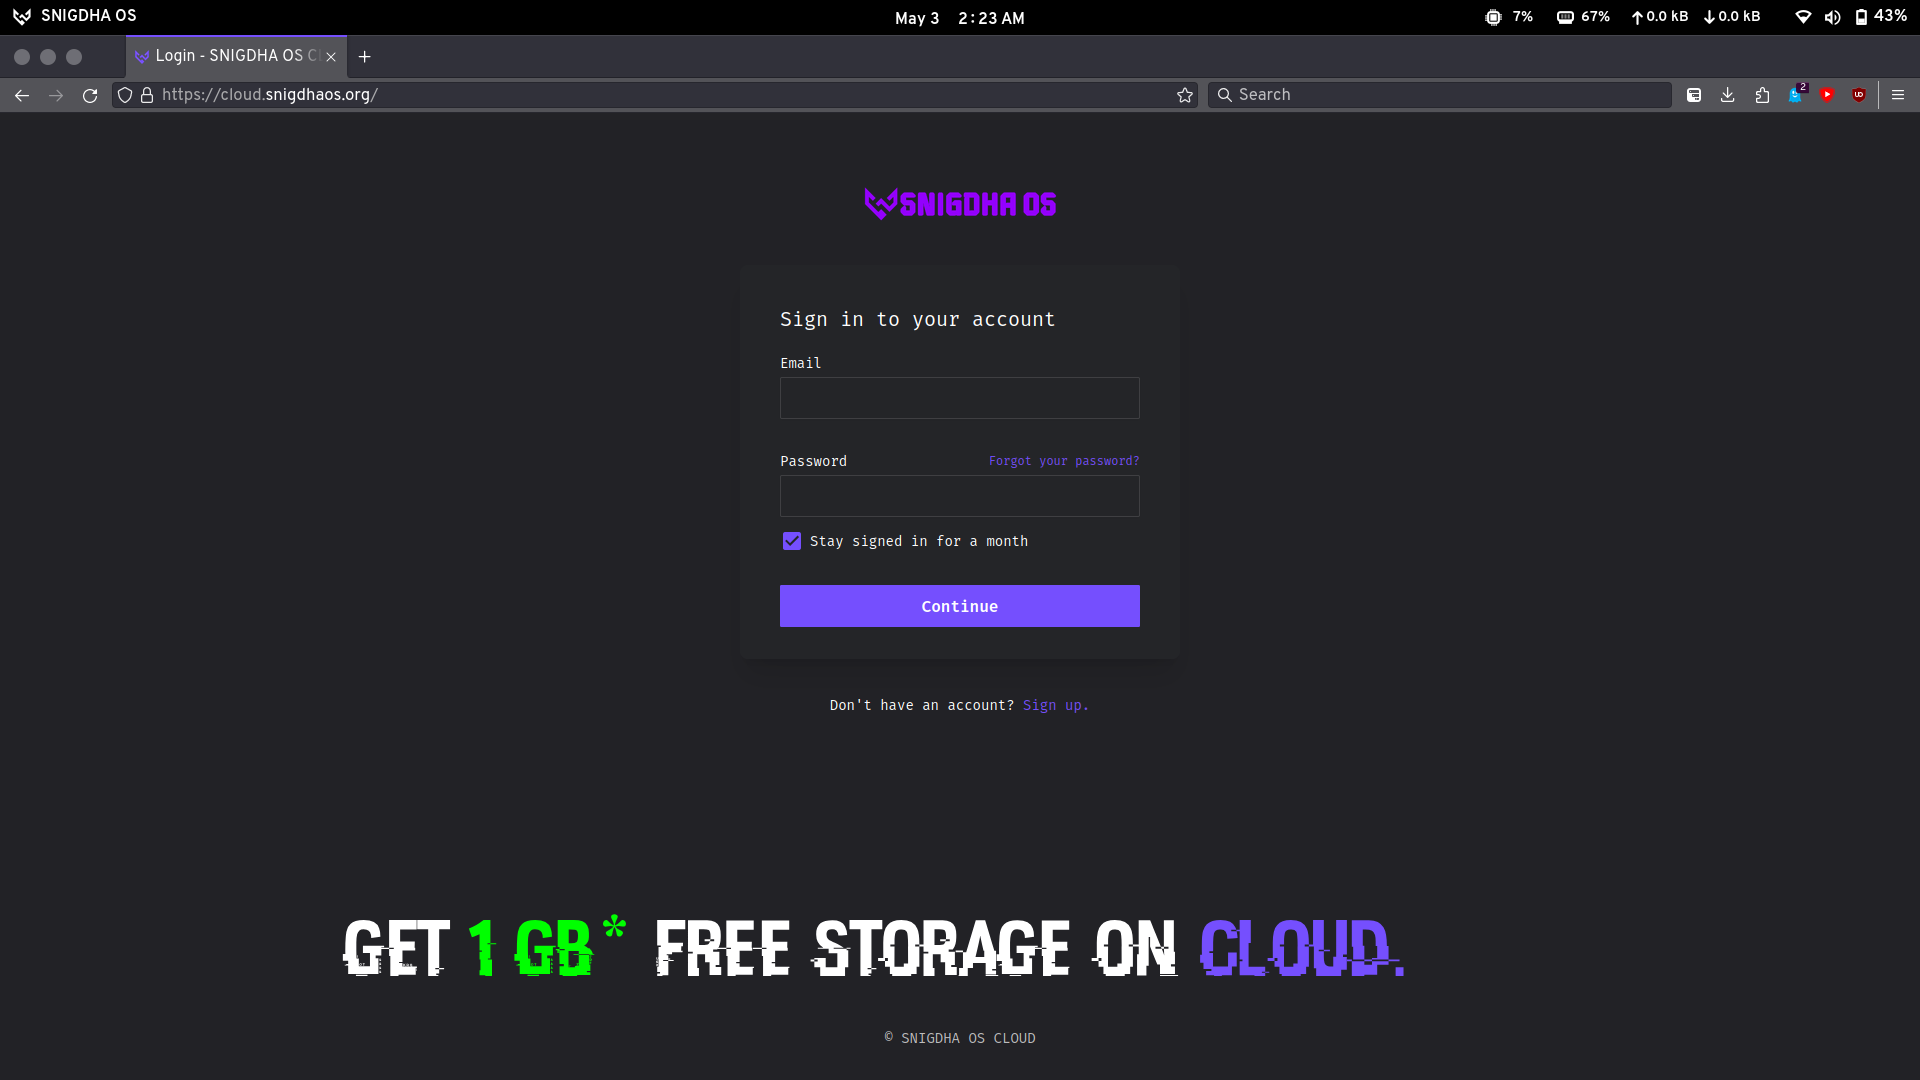 SNIGDHA OS
May 3 2:23 AM
7% 67% 0.0 kB 0.0 kB 43%
Login - SNIGDHA OS C
https://cloud.snigdhaos.org/
Search
2
SNIGDHA OS
Sign in to your account
Email
Password Forgot your password?
Stay signed in for a month
Continue
Don't have an account? Sign up.
GET 1 GB* FREE STORAGE ON CLOUD.
© SNIGDHA OS CLOUD